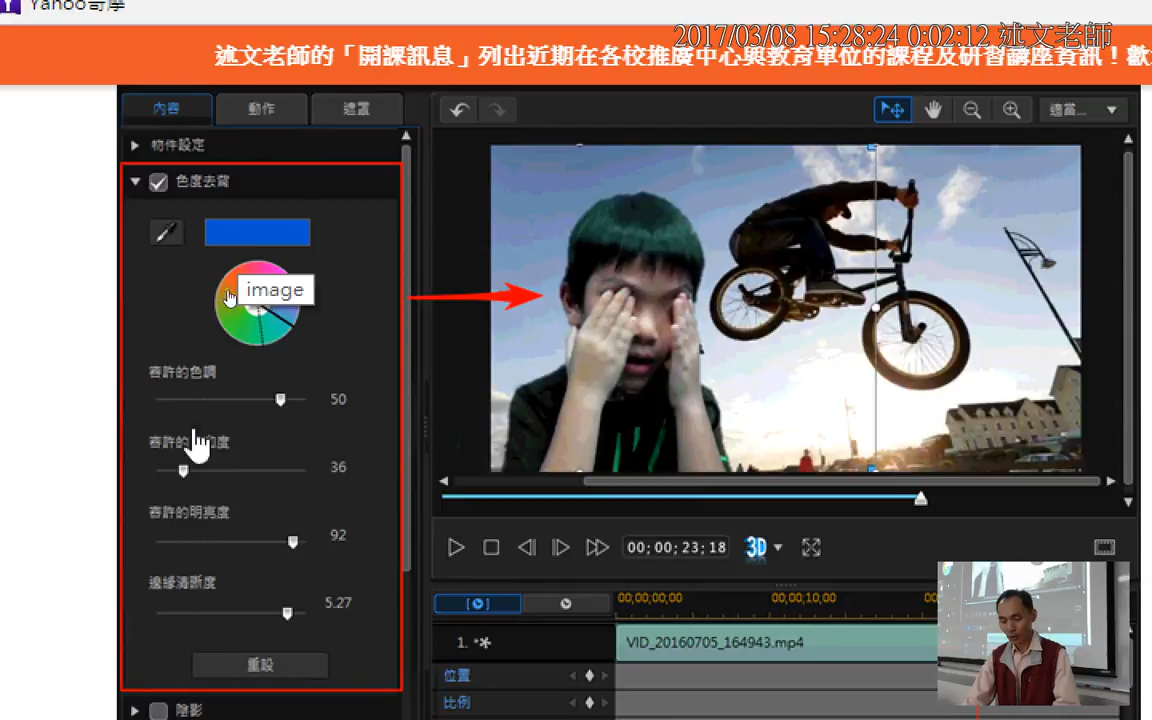 Yahoo奇摩
2017/03/08 15:28:24 0:02:12 述文老師
述文老師的「開課訊息」列出近期在各校推廣中心與教育單位的課程及研習講座資訊！歡
內容 動作 遮罩
適當...
物件設定
色度去背
image
容許的色調
50
容許的 和度
36
容許的明亮度
92
邊緣清晰度
5.27
重設
陰影
00;00;23;18
3D
00;00;00;00 00;00;10;00 00
1. VID_20160705_164943.mp4
位置
比例